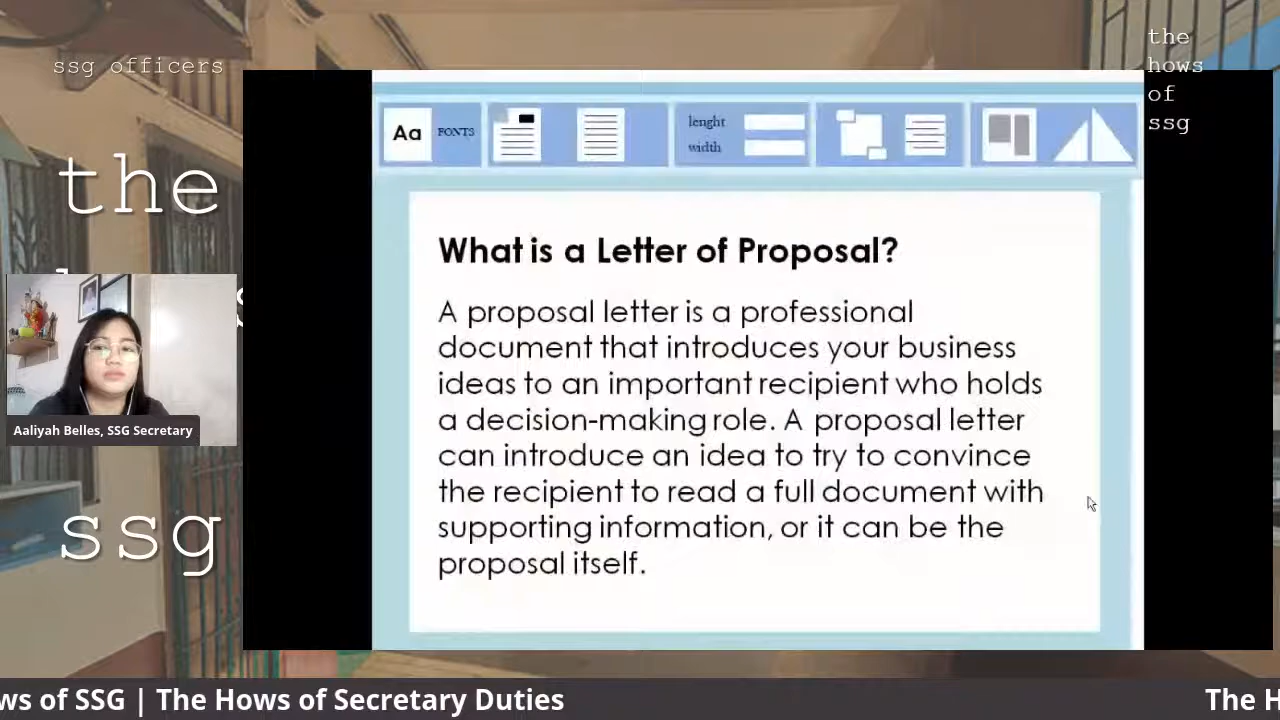 ssg officers
the
hows
of
ssg
the
ssg
Aa
FONTS
lenght
width
What is a Letter of Proposal?
A proposal letter is a professional
document that introduces your business
ideas to an important recipient who holds
a decision-making role. A proposal letter
can introduce an idea to try to convince
the recipient to read a full document with
supporting information, or it can be the
proposal itself.
Aaliyah Belles, SSG Secretary
ws of SSG | The Hows of Secretary Duties
The H